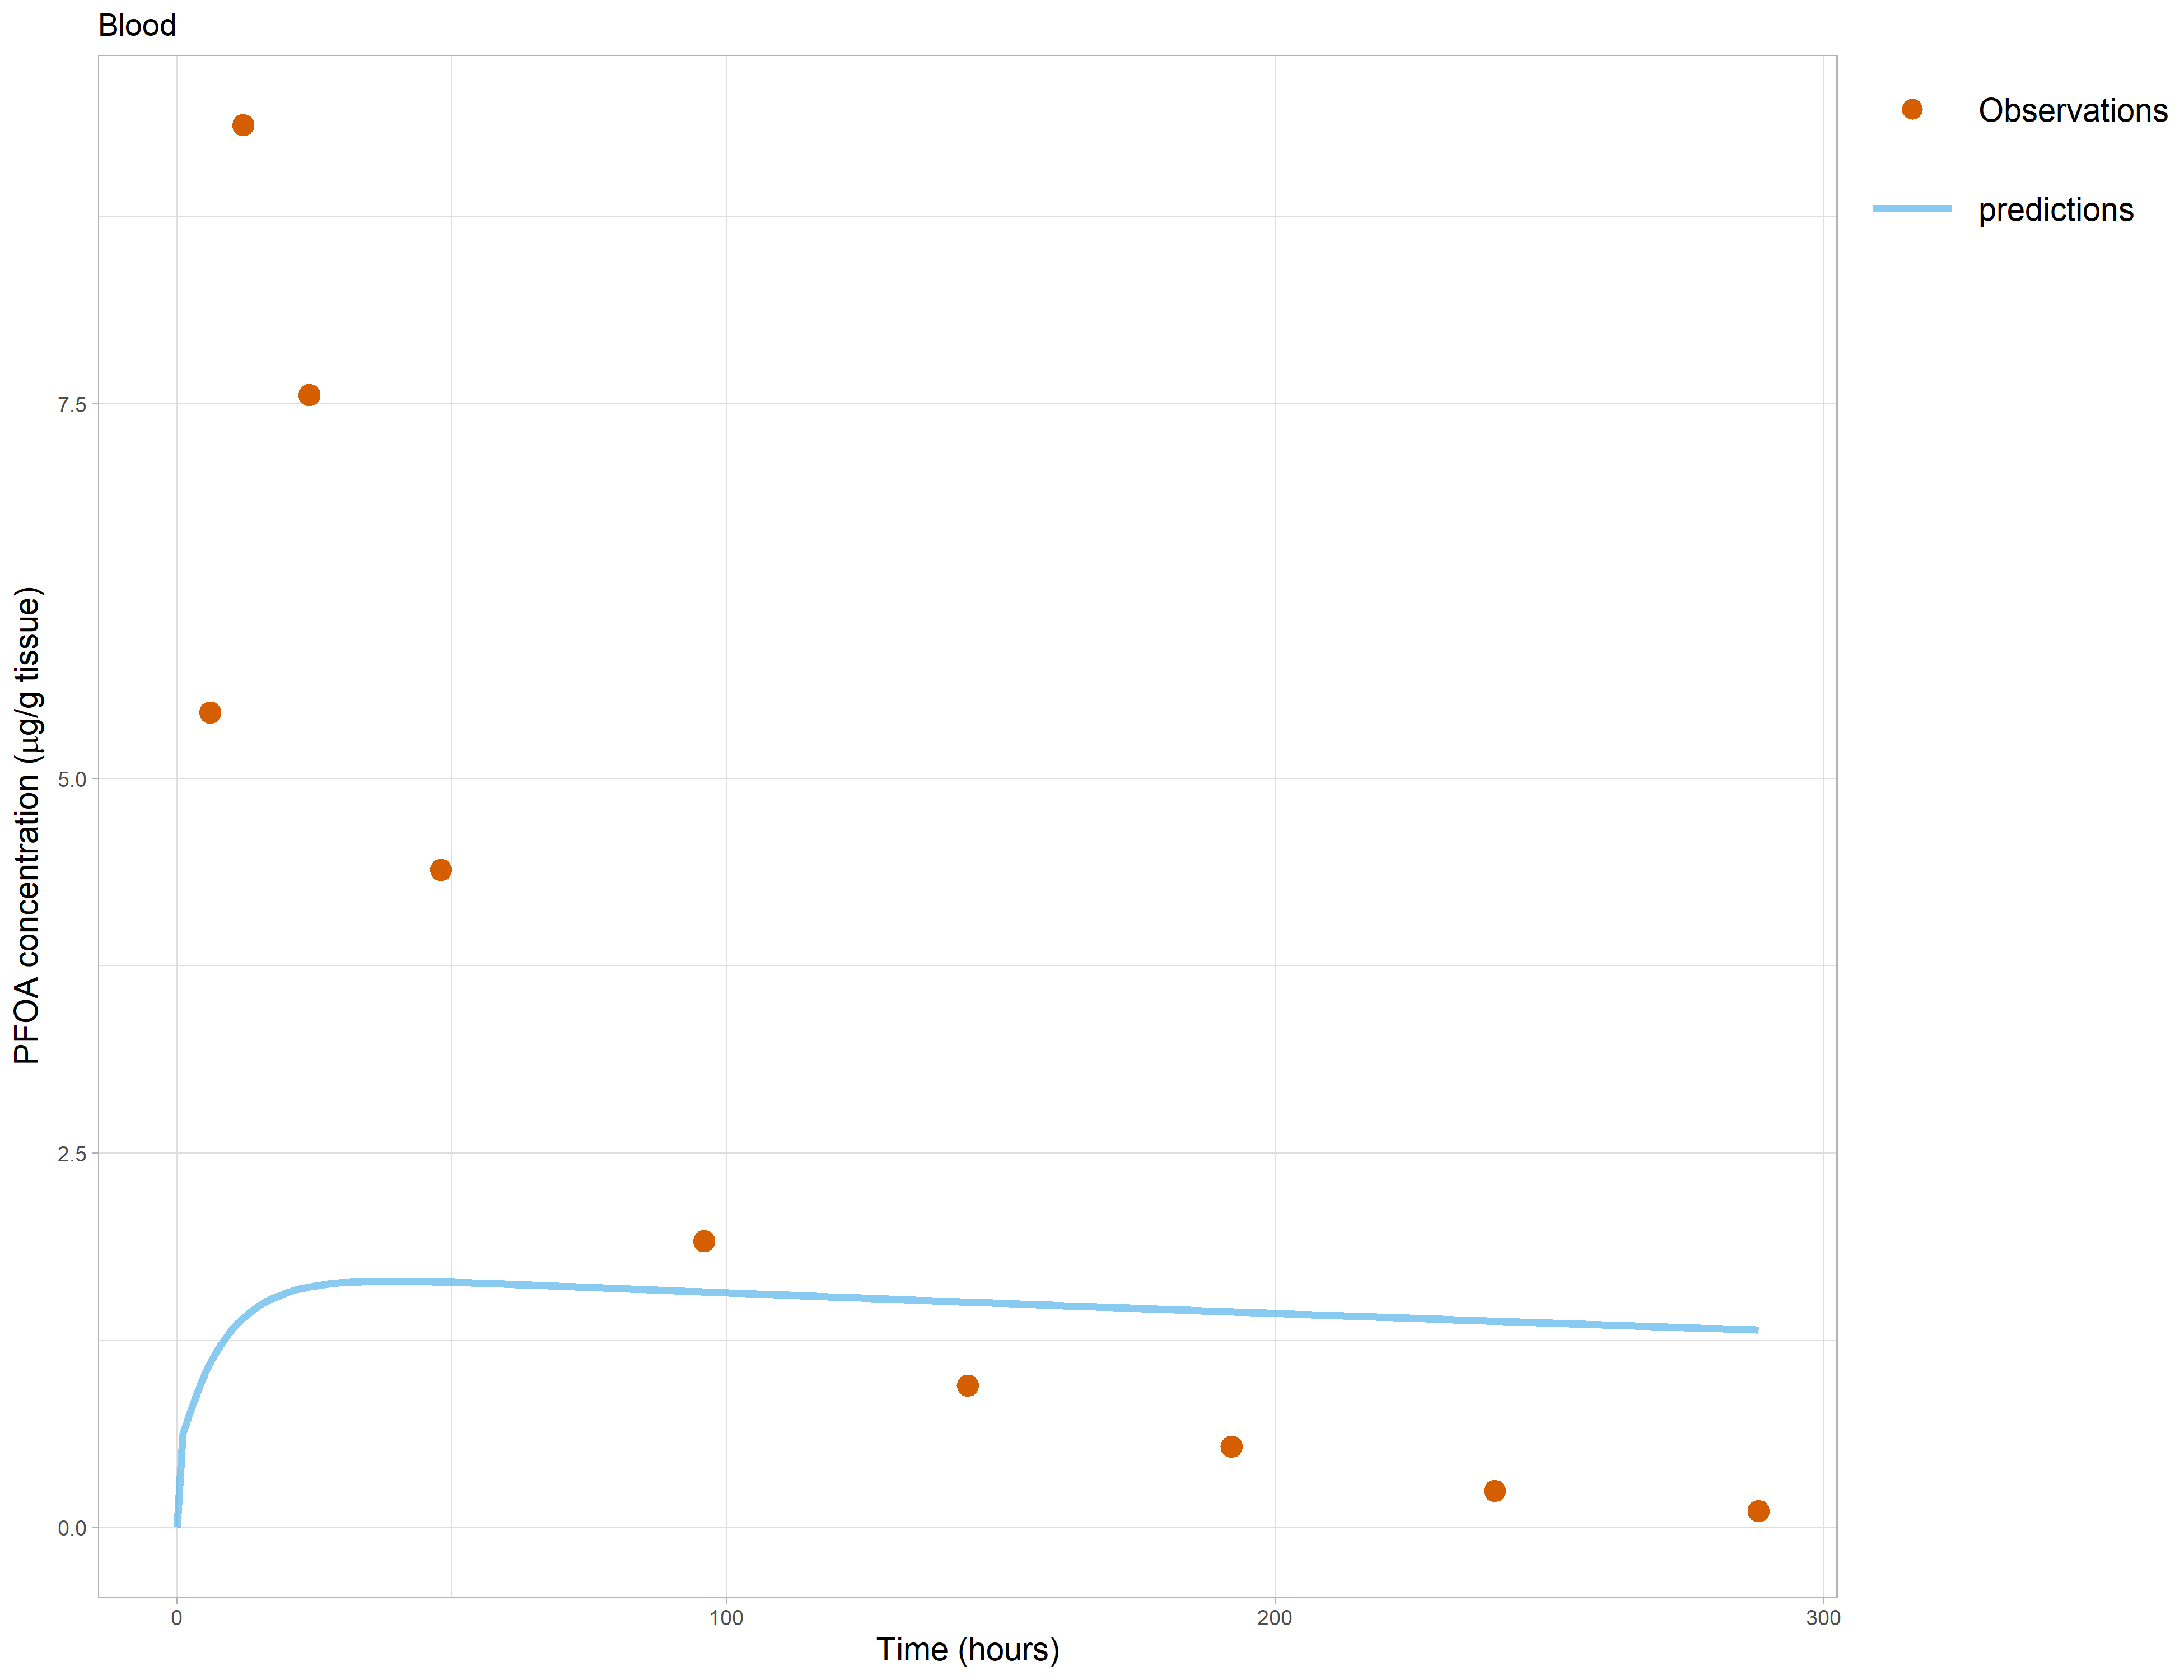 Blood
Observations
predictions
PFOA concentration (μg/g tissue)
7.5
5.0
2.5
0.0
0 100 200 300
Time (hours)